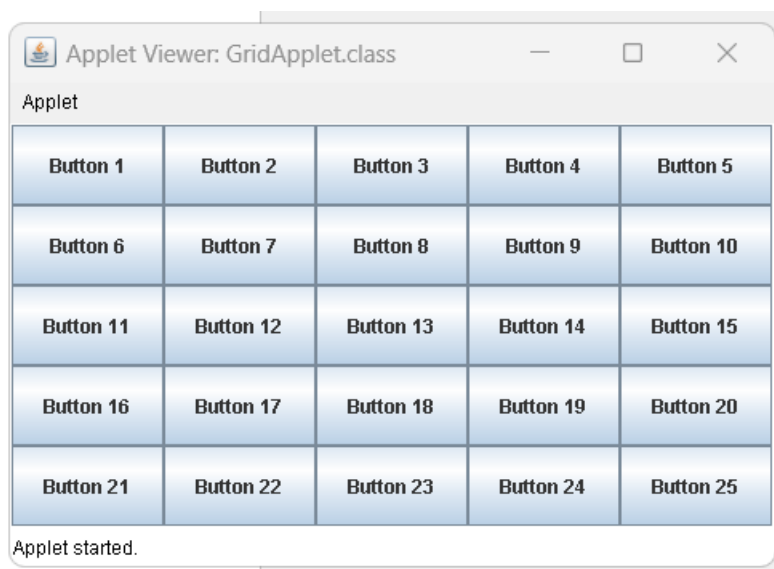 Applet Viewer: GridApplet.class
Applet
Button 1 Button 2 Button 3 Button 4 Button 5
Button 6 Button 7 Button 8 Button 9 Button 10
Button 11 Button 12 Button 13 Button 14 Button 15
Button 16 Button 17 Button 18 Button 19 Button 20
Button 21 Button 22 Button 23 Button 24 Button 25
Applet started.